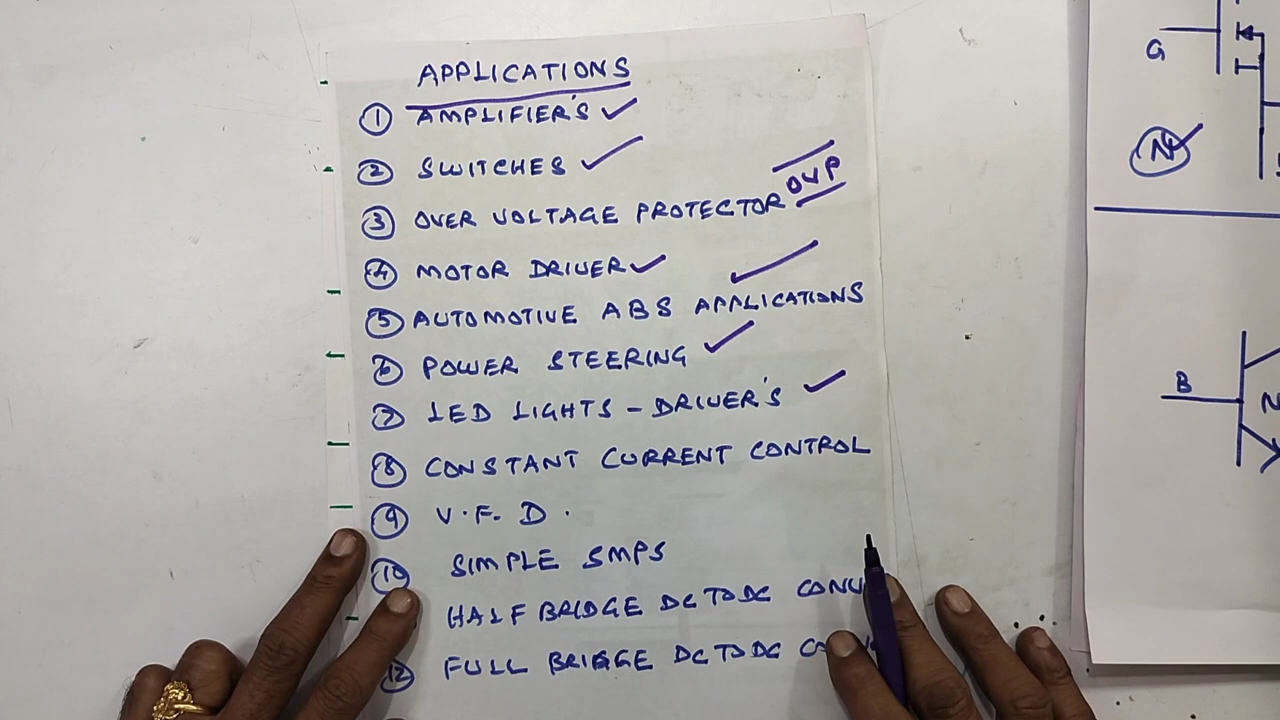 APPLICATIONS
① AMPLIFIER'S
② SWITCHES
③ OVER VOLTAGE PROTECTOR OVP
④ MOTOR DRIVER
⑤ AUTOMOTIVE ABS APPLICATIONS
⑥ POWER STEERING
⑦ LED LIGHTS - DRIVER'S
⑧ CONSTANT CURRENT CONTROL
⑨ V.F.D.
⑩ SIMPLE SMPS
HALF BRIDGE DC TO DC CONV
⑫ FULL BRIDGE DC TO DC
G
N
B
N